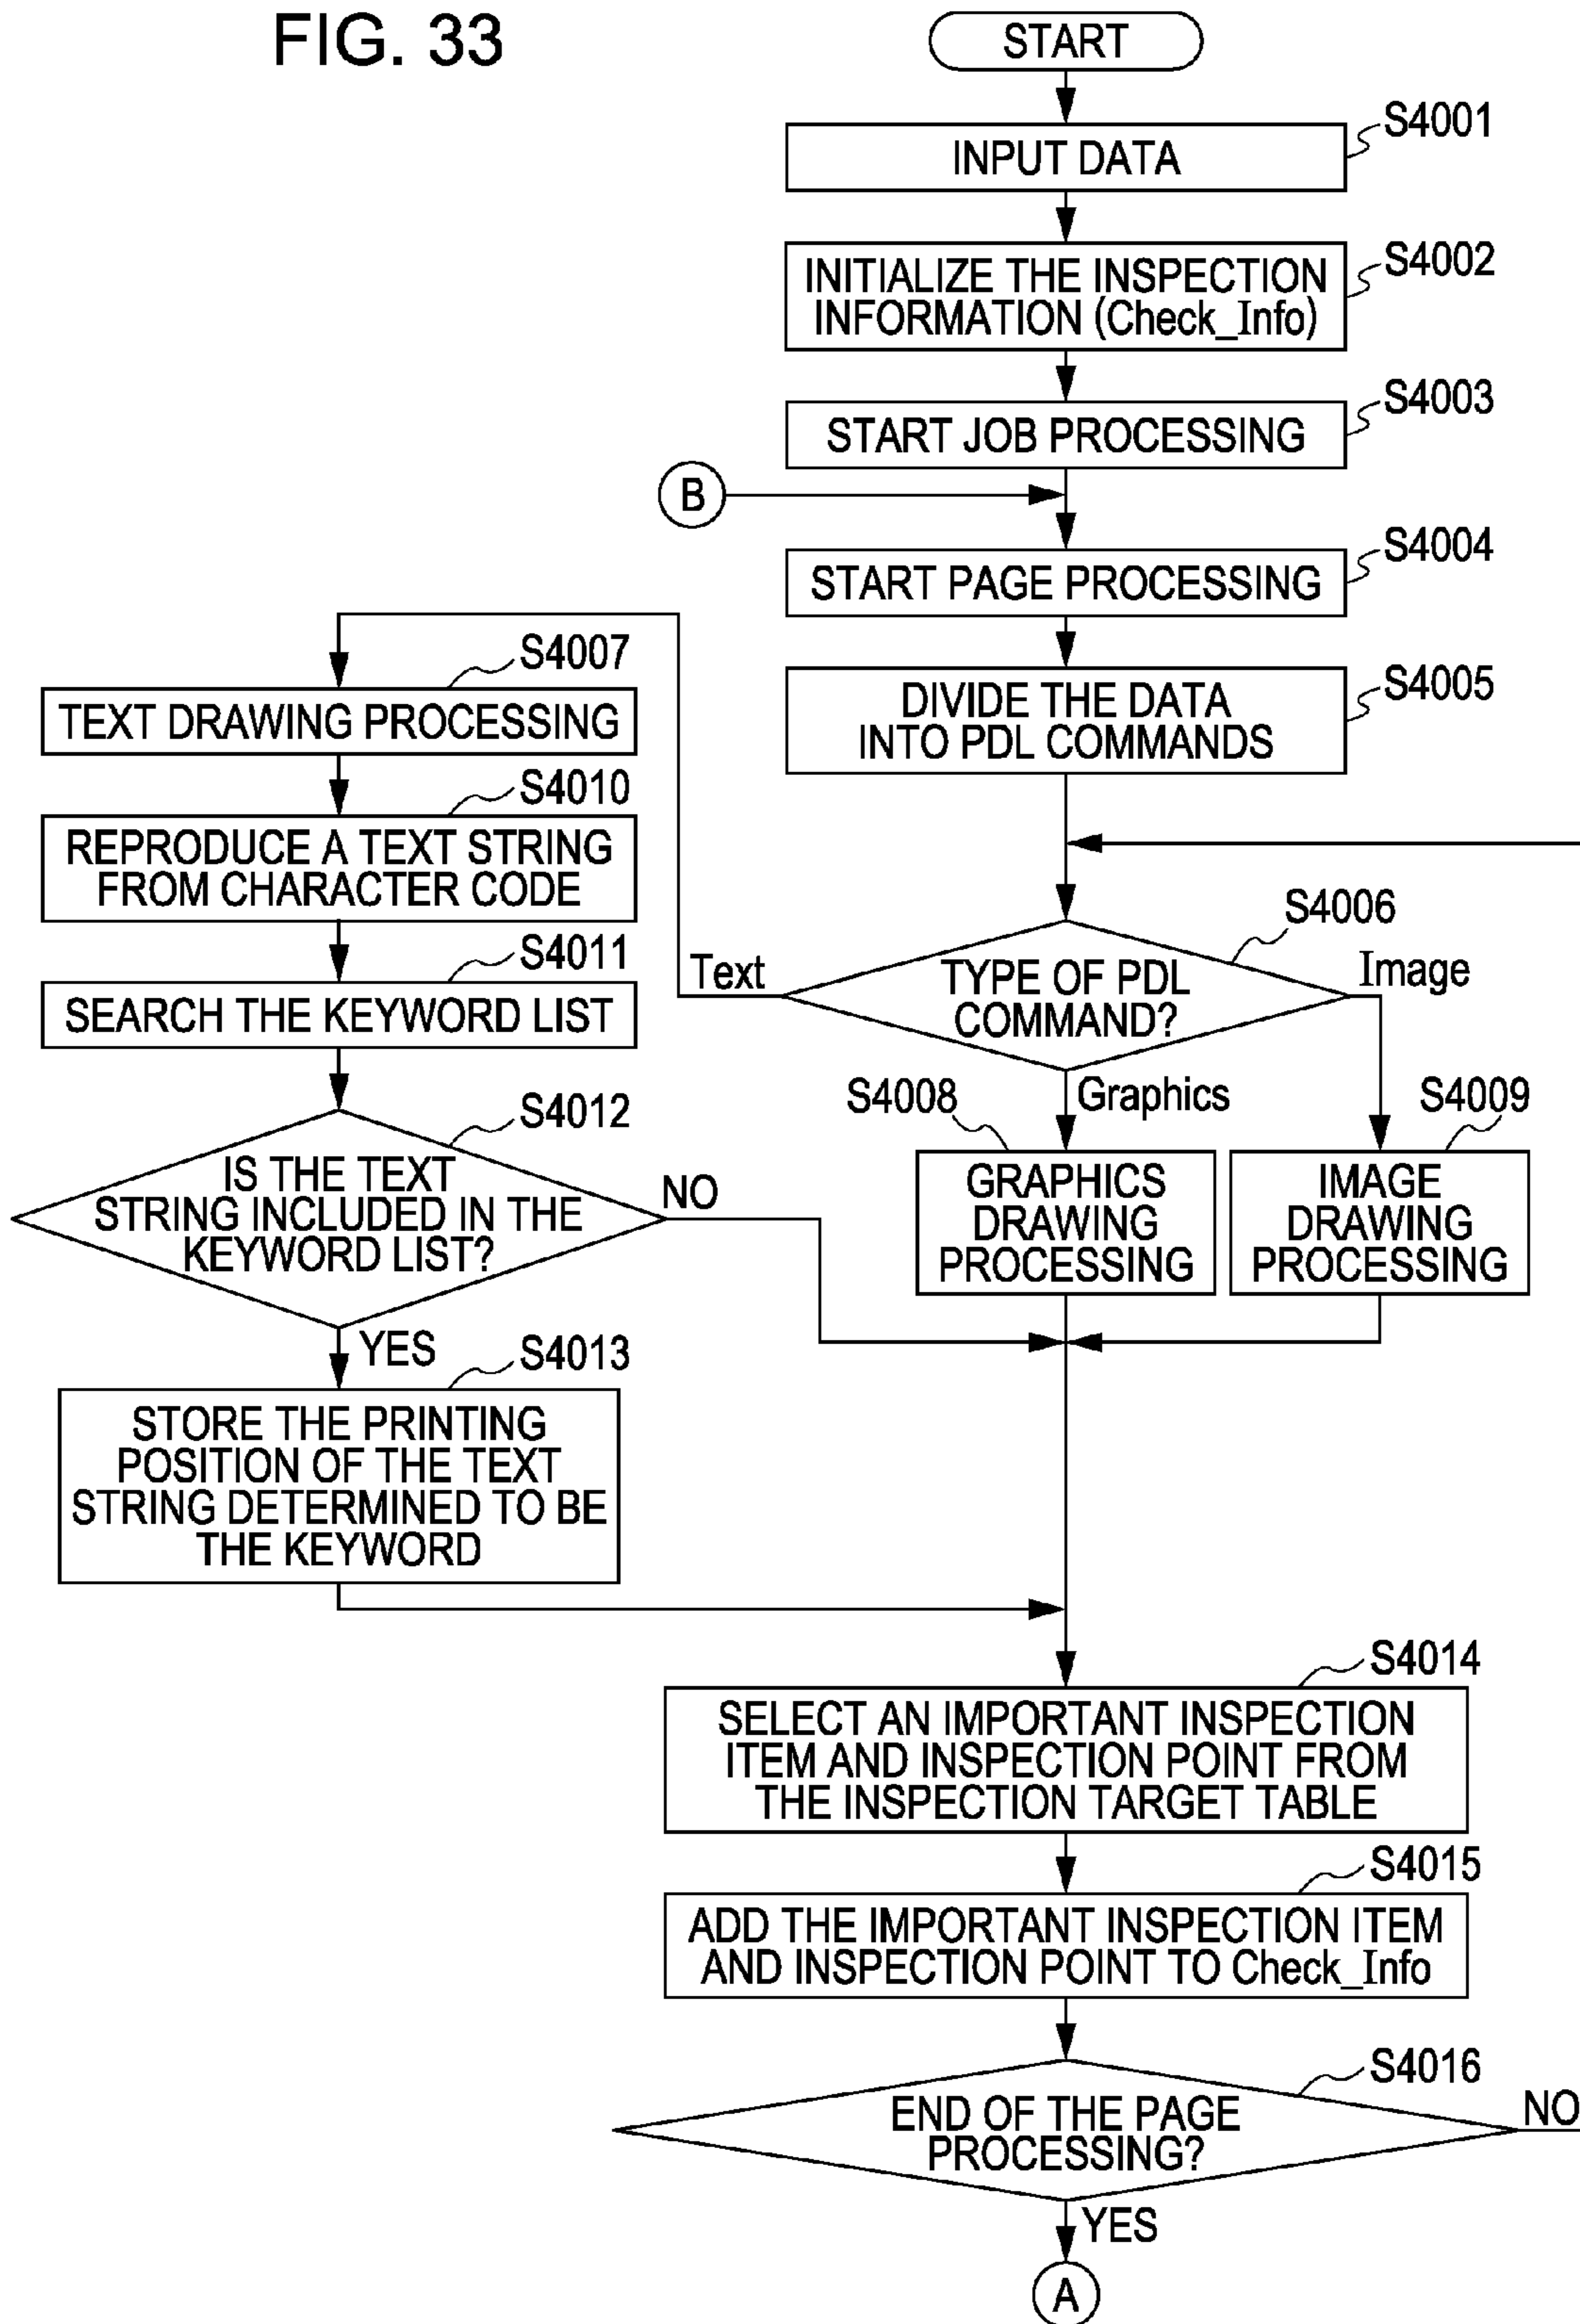 FIG. 33
START
S4001
INPUT DATA
S4002
INITIALIZE THE INSPECTION
INFORMATION (Check_Info)
S4003
START JOB PROCESSING
B
S4004
START PAGE PROCESSING
S4005
DIVIDE THE DATA
INTO PDL COMMANDS
S4006
TYPE OF PDL
COMMAND?
Text
Image
Graphics
S4007
TEXT DRAWING PROCESSING
S4010
REPRODUCE A TEXT STRING
FROM CHARACTER CODE
S4011
SEARCH THE KEYWORD LIST
S4012
IS THE TEXT
STRING INCLUDED IN THE
KEYWORD LIST?
NO
YES
S4013
STORE THE PRINTING
POSITION OF THE TEXT
STRING DETERMINED TO BE
THE KEYWORD
S4008
GRAPHICS
DRAWING
PROCESSING
S4009
IMAGE
DRAWING
PROCESSING
S4014
SELECT AN IMPORTANT INSPECTION
ITEM AND INSPECTION POINT FROM
THE INSPECTION TARGET TABLE
S4015
ADD THE IMPORTANT INSPECTION ITEM
AND INSPECTION POINT TO Check_Info
S4016
END OF THE PAGE
PROCESSING?
NO
YES
A